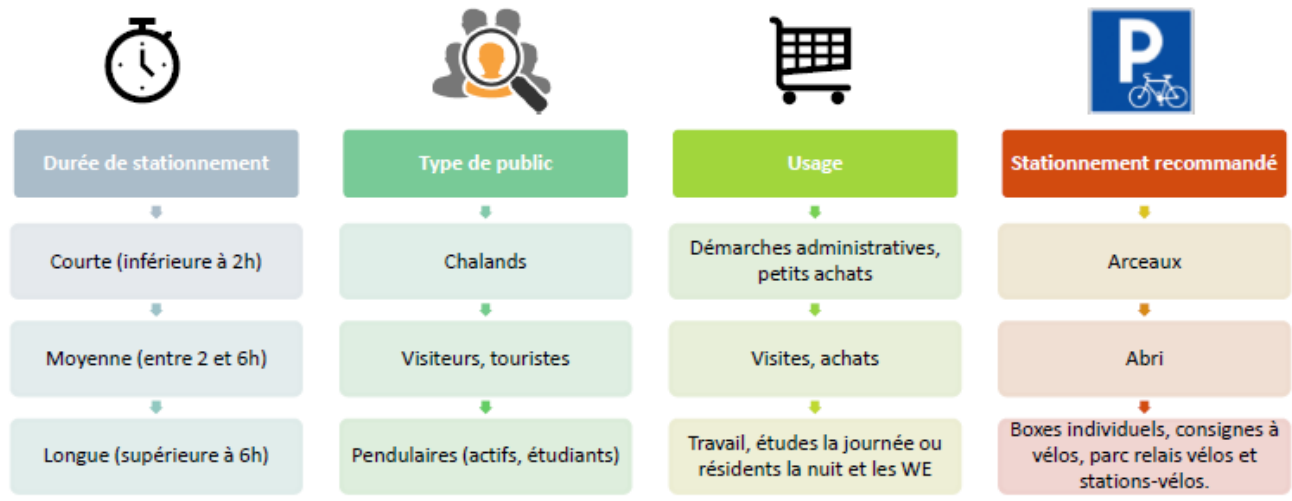 P
Durée de stationnement
Type de public
Usage
Stationnement recommandé
Courte (inférieure à 2h)
Chalands
Démarches administratives,
petits achats
Arceaux
Moyenne (entre 2 et 6h)
Visiteurs, touristes
Visites, achats
Abri
Longue (supérieure à 6h)
Pendulaires (actifs, étudiants)
Travail, études la journée ou
résidents la nuit et les WE
Boxes individuels, consignes à
vélos, parc relais vélos et
stations-vélos.